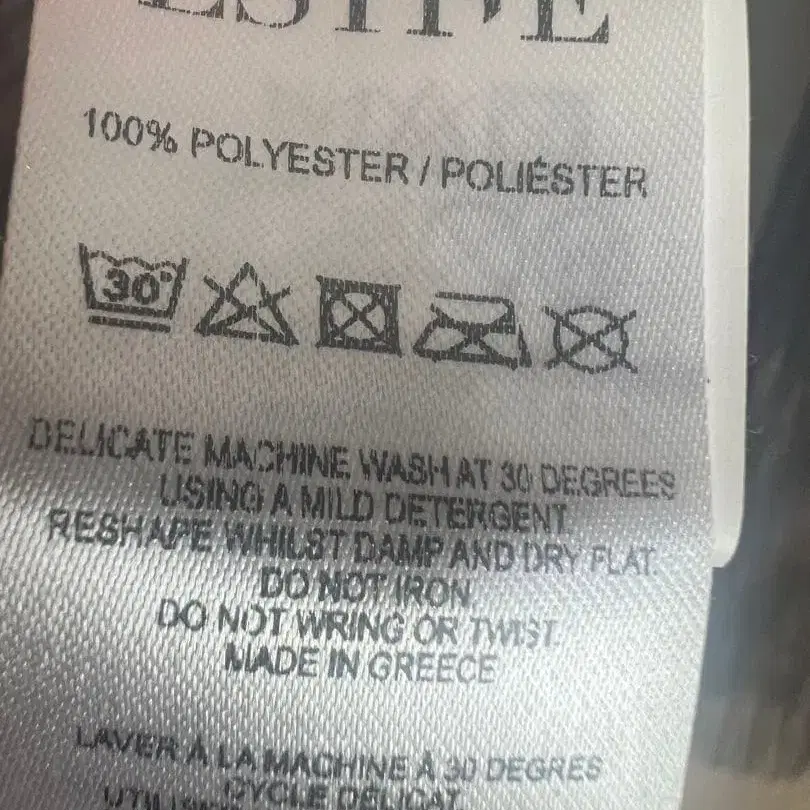 100% POLYESTER / POLIÉSTER
30°
DELICATE MACHINE WASH AT 30 DEGREES
USING A MILD DETERGENT
RESHAPE WHILST DAMP AND DRY FLAT.
DO NOT IRON.
DO NOT WRING OR TWIST.
MADE IN GREECE
LAVER À LA MACHINE À 30 DEGRES
CYCLE DELICAT.